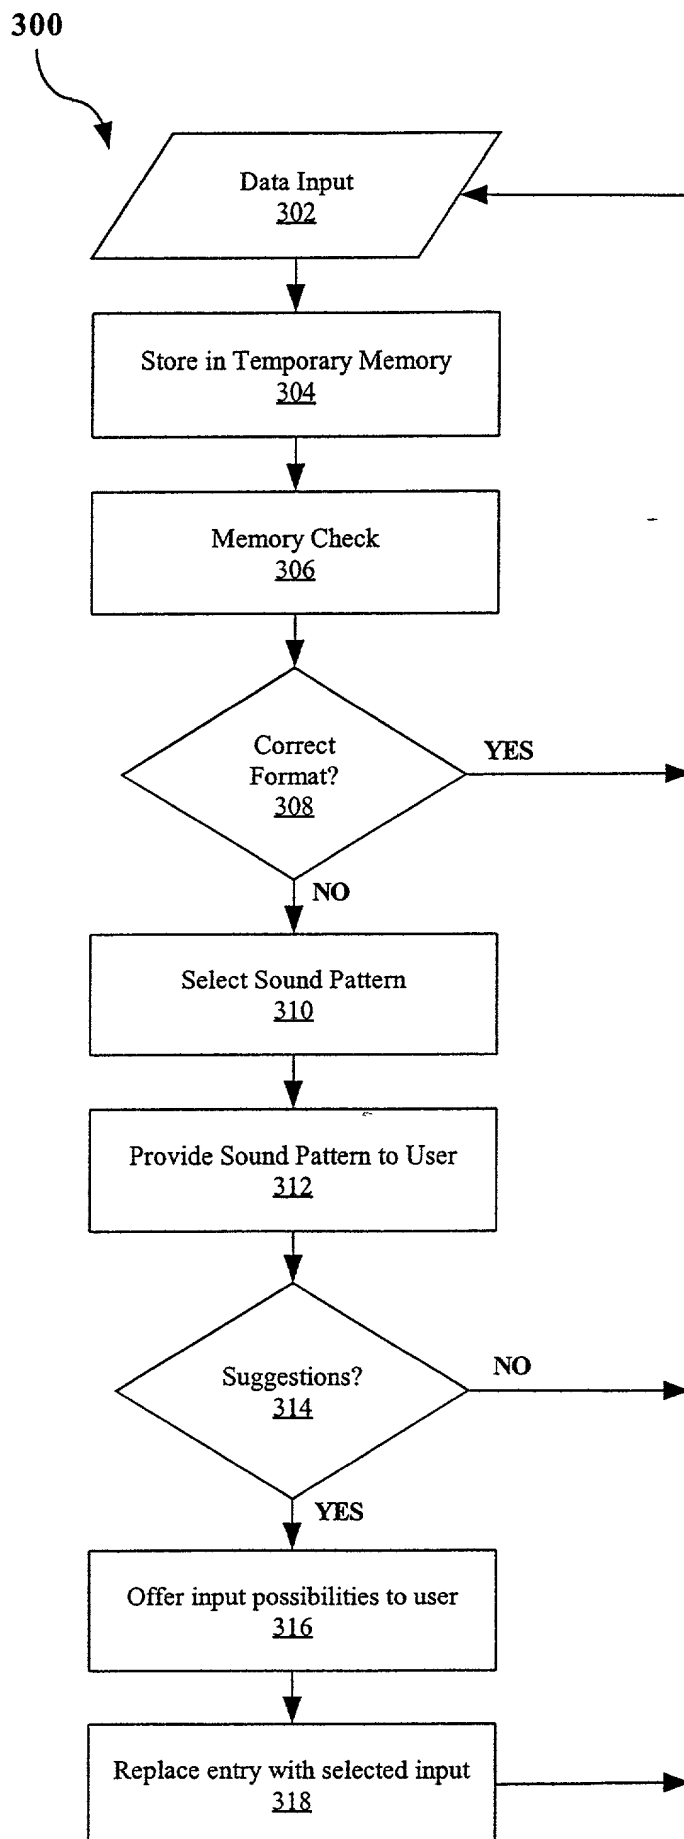 300
Data Input
302
Store in Temporary Memory
304
Memory Check
306
Correct
Format?
308
YES
NO
Select Sound Pattern
310
Provide Sound Pattern to User
312
Suggestions?
314
NO
YES
Offer input possibilities to user
316
Replace entry with selected input
318